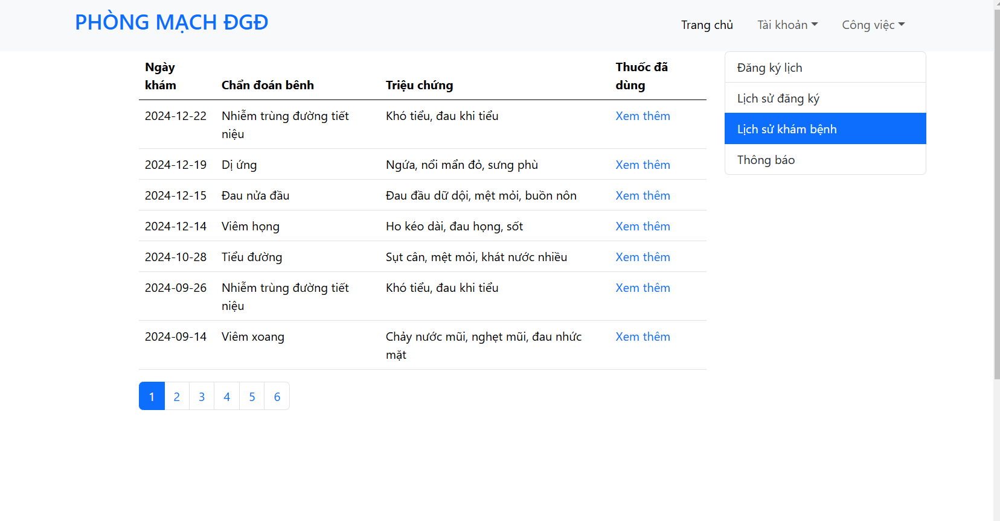 PHÒNG MẠCH ĐGĐ
Trang chủ Tài khoản Công việc
Ngày khám Chẩn đoán bênh Triệu chứng Thuốc đã dùng
2024-12-22 Nhiễm trùng đường tiết niệu Khó tiểu, đau khi tiểu Xem thêm
2024-12-19 Dị ứng Ngứa, nổi mẩn đỏ, sưng phù Xem thêm
2024-12-15 Đau nửa đầu Đau đầu dữ dội, mệt mỏi, buồn nôn Xem thêm
2024-12-14 Viêm họng Ho kéo dài, đau họng, sốt Xem thêm
2024-10-28 Tiểu đường Sụt cân, mệt mỏi, khát nước nhiều Xem thêm
2024-09-26 Nhiễm trùng đường tiết niệu Khó tiểu, đau khi tiểu Xem thêm
2024-09-14 Viêm xoang Chảy nước mũi, nghẹt mũi, đau nhức mặt Xem thêm
1 2 3 4 5 6
Đăng ký lịch
Lịch sử đăng ký
Lịch sử khám bệnh
Thông báo